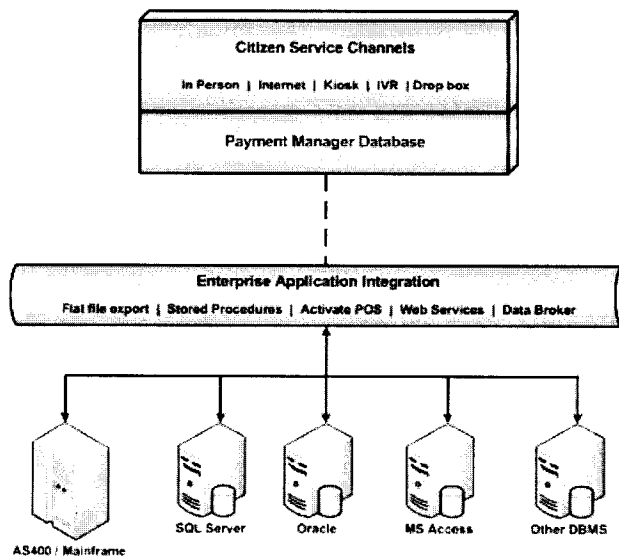 Citizen Service Channels
In Person | Internet | Kiosk | IVR | Drop box
Payment Manager Database
Enterprise Application Integration
Flat file export | Stored Procedures | Activate POS | Web Services | Data Broker
SQL Server Oracle MS Access Other DBMS
AS400 / Mainframe